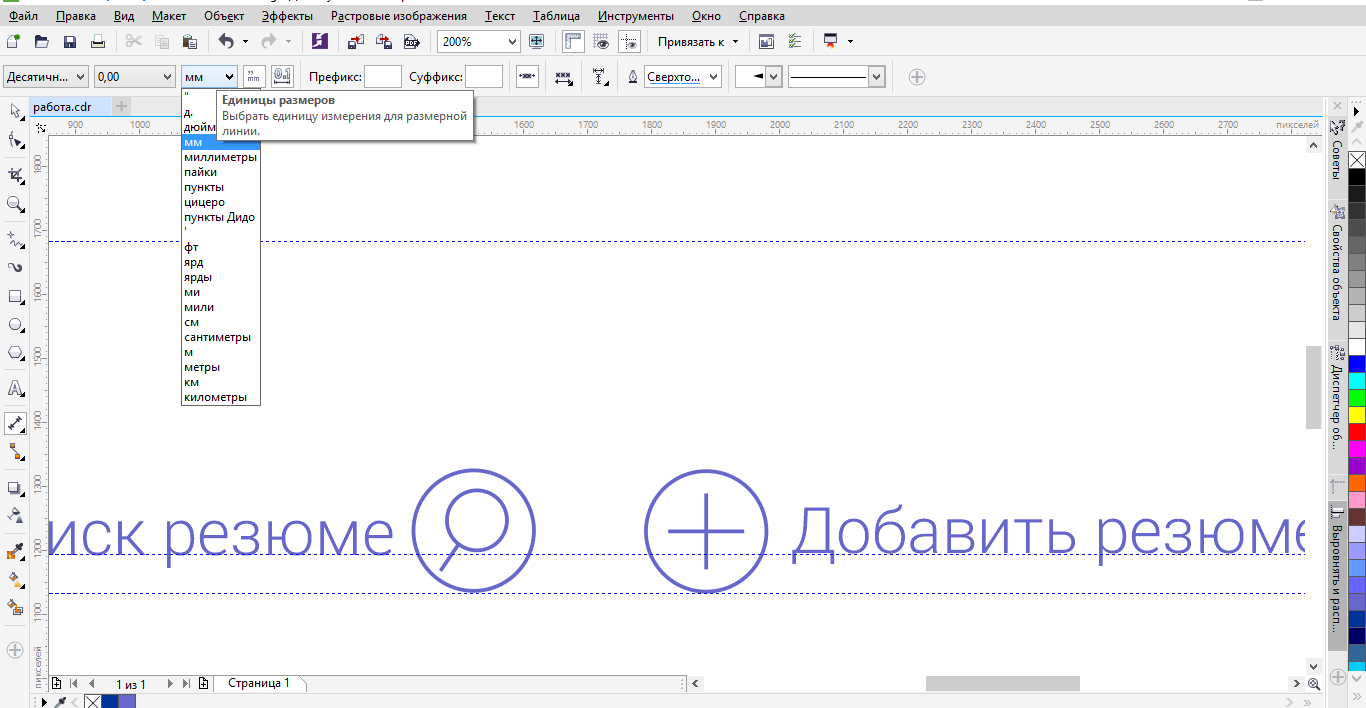 Файл Правка Вид Макет Объект Эффекты Растровые изображения Текст Таблица Инструменты Окно Справка
200% Привязать к
Десятичн... 0,00 мм Префикс: Суффикс: Сверхто...
работа.cdr
"
Единицы размеров
Выбрать единицу измерения для размерной
линии.
д,
дюйм
мм
миллиметры
пайки
пункты
цицеро
пункты Дидо
'
фт
ярд
ярды
ми
мили
см
сантиметры
м
метры
км
километры
900 1000 1600 1700 1800 1900 2000 2100 2200 2300 2400 2500 2600 2700 пикселей
1800
1700
1600
1500
1400
1300
1200
1100
пикселей
иск резюме
Добавить резюме
Советы
Свойства объекта
Диспетчер об...
Выровнять и расп...
1 из 1 Страница 1